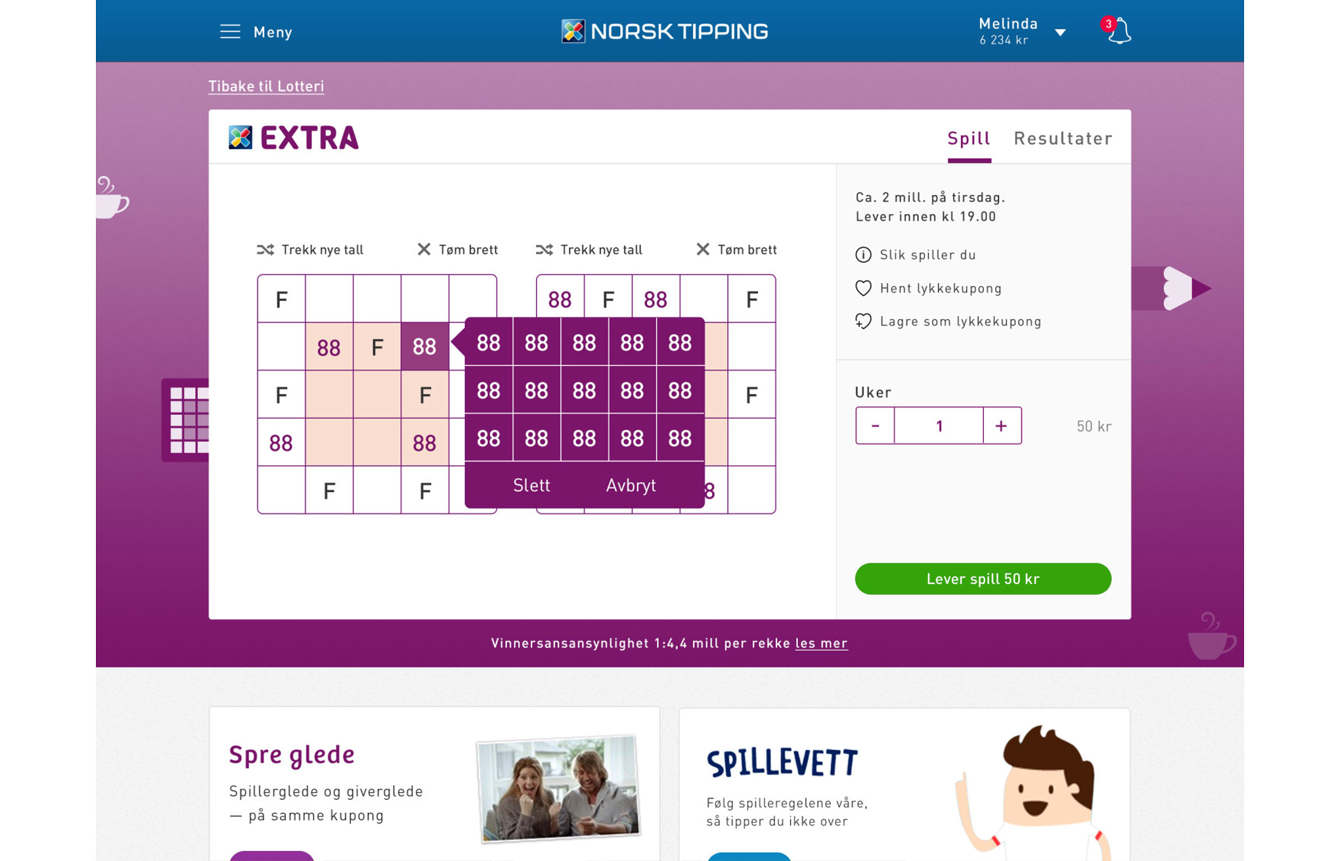 Meny
NORSK TIPPING
Melinda
6 234 kr
3
Tibake til Lotteri
EXTRA
Spill
Resultater
Trekk nye tall
Tøm brett
Trekk nye tall
Tøm brett
F
88 F 88 F
88 F 88
F F
88 88
F F
F
88 88 88 88 88
88 88 88 88 88
88 88 88 88 88
Slett Avbryt
Ca. 2 mill. på tirsdag.
Lever innen kl 19.00
Slik spiller du
Hent lykkekupong
Lagre som lykkekupong
Uker
- 1 +
50 kr
Lever spill 50 kr
Vinnersansansynlighet 1:4,4 mill per rekke les mer
Spre glede
Spillerglede og giverglede
— på samme kupong
SPILLEVETT
Følg spilleregelene våre,
så tipper du ikke over